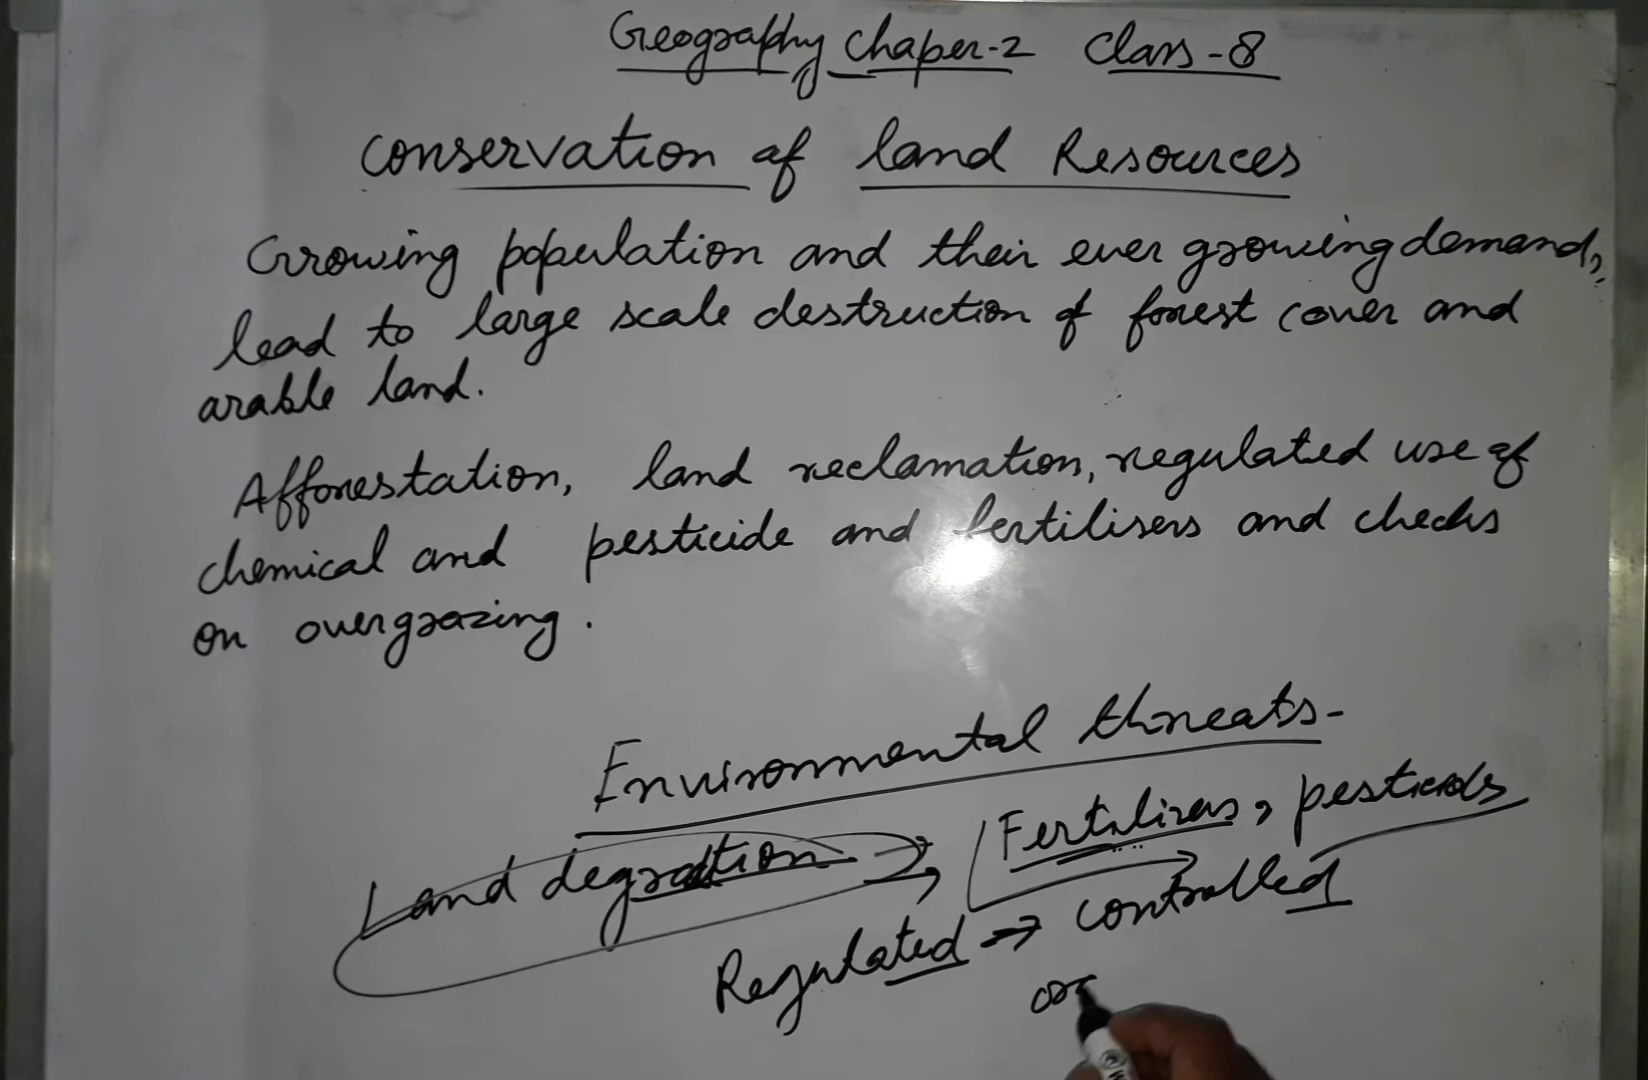 Geography Chaper-2 Class-8
Conservation of land Resources
Growing population and their ever growing demand,
lead to large scale destruction of forest cover and
arable land.
Afforestation, land reclamation, regulated use of
chemical and pesticide and fertilisers and checks
on overgrazing.
Environmental threats-
Land degradtion → Fertilizers, pesticids
Regulated → controlled